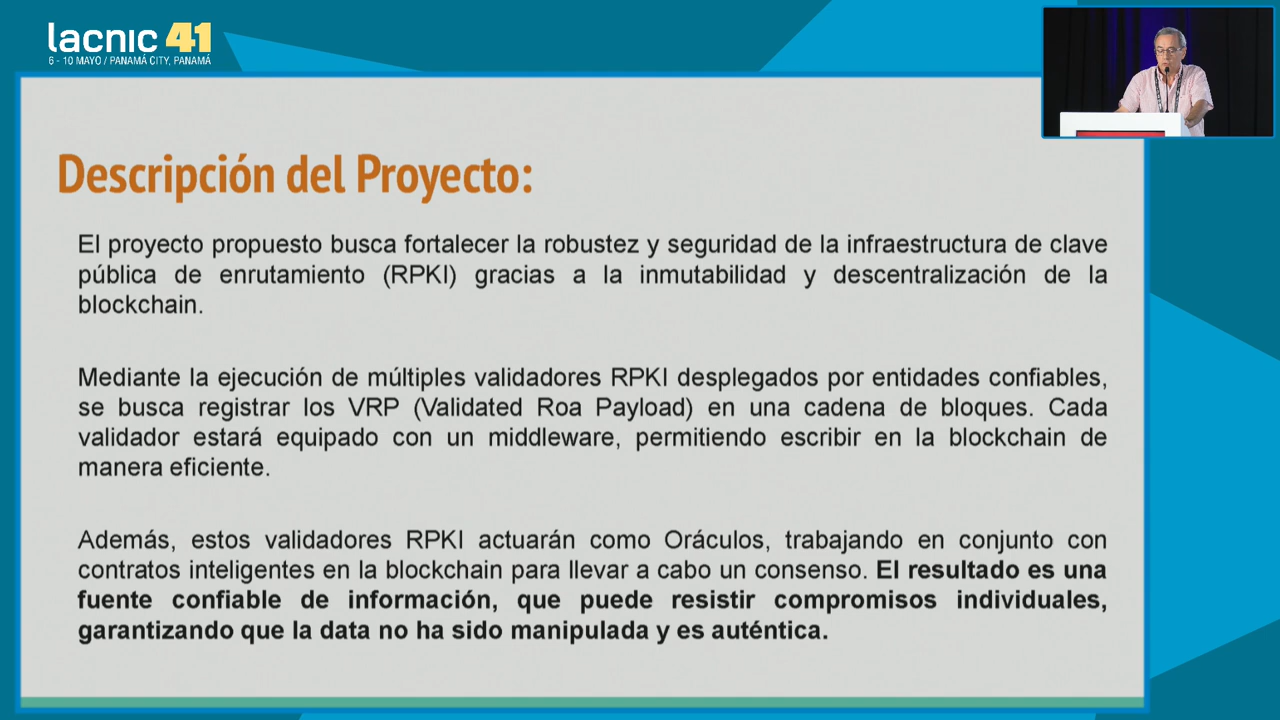 lacnic 41
6 - 10 MAYO / PANAMÁ CITY, PANAMÁ
Descripción del Proyecto:
El proyecto propuesto busca fortalecer la robustez y seguridad de la infraestructura de clave
pública de enrutamiento (RPKI) gracias a la inmutabilidad y descentralización de la
blockchain.
Mediante la ejecución de múltiples validadores RPKI desplegados por entidades confiables,
se busca registrar los VRP (Validated Roa Payload) en una cadena de bloques. Cada
validador estará equipado con un middleware, permitiendo escribir en la blockchain de
manera eficiente.
Además, estos validadores RPKI actuarán como Oráculos, trabajando en conjunto con
contratos inteligentes en la blockchain para llevar a cabo un consenso. El resultado es una
fuente confiable de información, que puede resistir compromisos individuales,
garantizando que la data no ha sido manipulada y es auténtica.